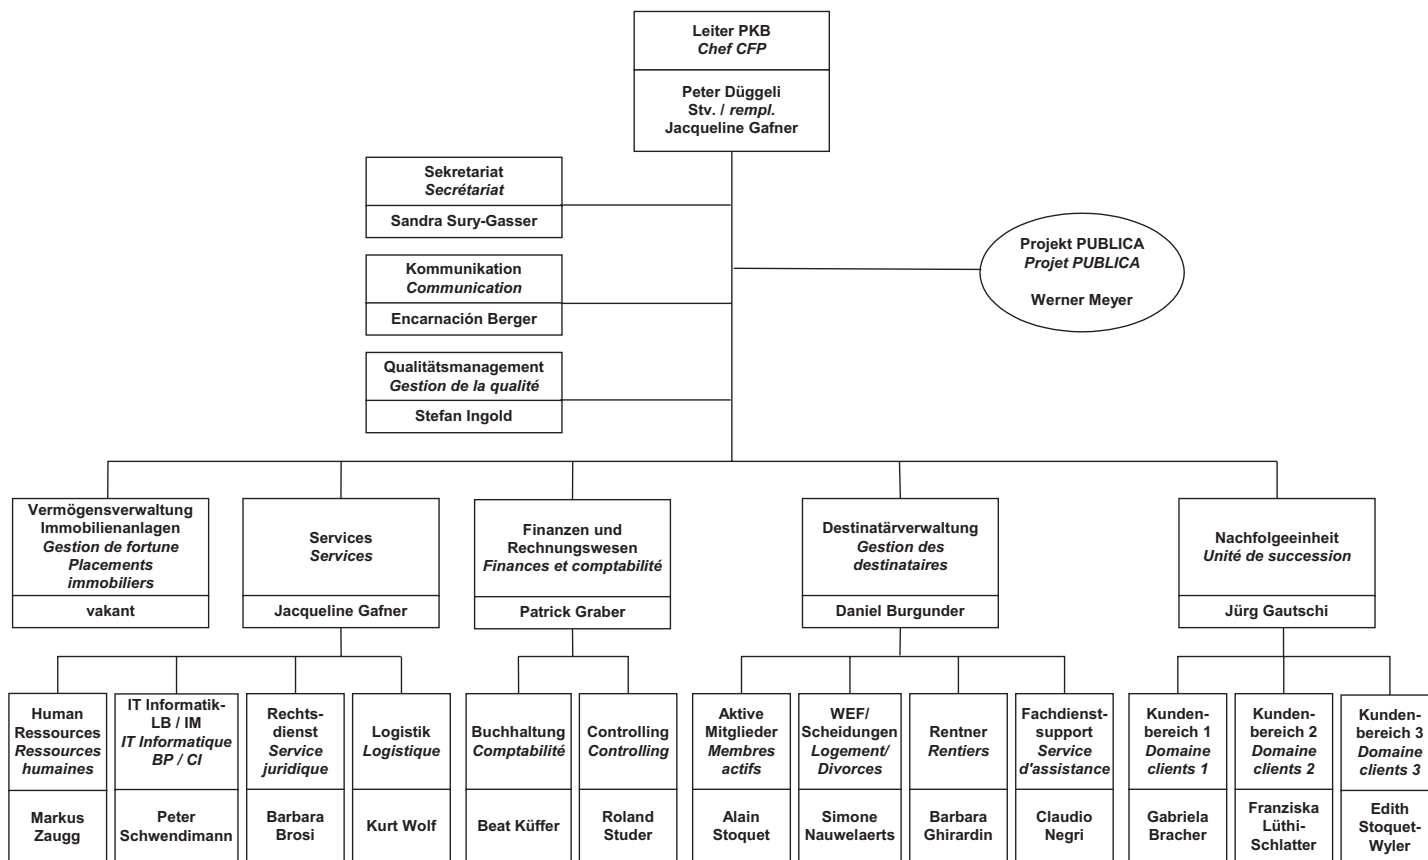 Leiter PKB
Chef CFP
Peter Düggeli
Stv. / rempl.
Jacqueline Gafner
Sekretariat
Secrétariat
Sandra Sury-Gasser
Projekt PUBLICA
Projet PUBLICA
Werner Meyer
Kommunikation
Communication
Encarnación Berger
Qualitätsmanagement
Gestion de la qualité
Stefan Ingold
Vermögensverwaltung
Immobilienanlagen
Gestion de fortune
Placements
immobiliers
vakant
Services
Services
Jacqueline Gafner
Finanzen und
Rechnungswesen
Finances et comptabilité
Patrick Graber
Destinatärverwaltung
Gestion des
destinataires
Daniel Burgunder
Nachfolgeeinheit
Unité de succession
Jürg Gautschi
Human
Ressources
Ressources
humaines
Markus
Zaugg
IT Informatik-
LB / IM
IT Informatique
BP / CI
Peter
Schwendimann
Rechts-
dienst
Service
juridique
Barbara
Brosi
Logistik
Logistique
Kurt Wolf
Buchhaltung
Comptabilité
Beat Küffer
Controlling
Controlling
Roland
Studer
Aktive
Mitglieder
Membres
actifs
Alain
Stoquet
WEF/
Scheidungen
Logement/
Divorces
Simone
Nauwelaerts
Rentner
Rentiers
Barbara
Ghirardin
Fachdienst-
support
Service
d'assistance
Claudio
Negri
Kunden-
bereich 1
Domaine
clients 1
Gabriela
Bracher
Kunden-
bereich 2
Domaine
clients 2
Franziska
Lüthi-
Schlatter
Kunden-
bereich 3
Domaine
clients 3
Edith
Stoquet-
Wyler